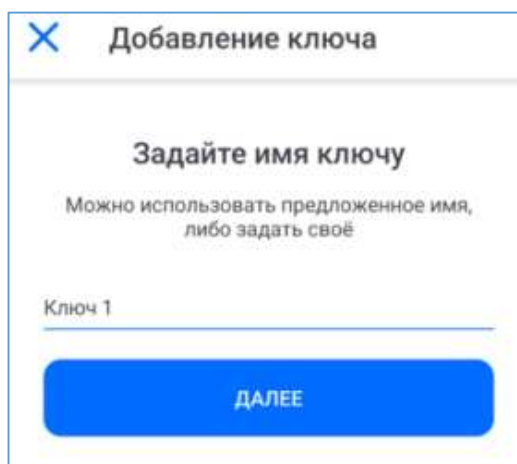 Добавление ключа
Задайте имя ключу
Можно использовать предложенное имя,
либо задать своё
Ключ 1
ДАЛЕЕ